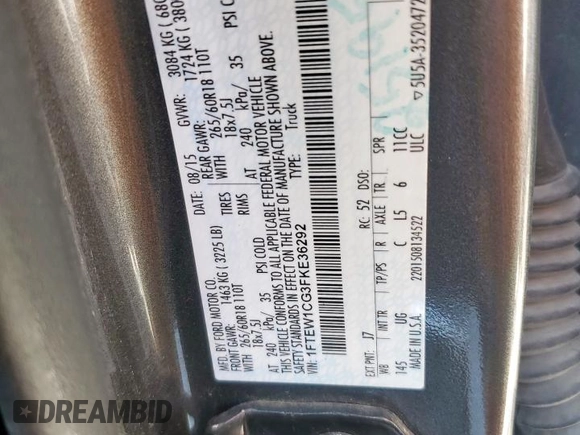 MFD. BY FORD MOTOR CO.
08/15
GVWR: 3084 KG ( 680
FRONT GAWR: 1463 KG ( 3225 LB)
REAR GAWR: 1724 KG ( 380
265/60R18 110T
TIRES WITH
265/60R18 110T
18x7.5J
RIMS
18x7.5J
AT 240 kPa/ 35 PSI COLD
AT 240 kPa/ 35 PSI C
THIS VEHICLE CONFORMS TO ALL APPLICABLE FEDERAL MOTOR VEHICLE
SAFETY STANDARDS IN EFFECT ON THE DATE OF MANUFACTURE SHOWN ABOVE.
VIN: 1FTEW1CG3FKE36292
TYPE: Truck
EXT PNT: J7
RC: 52
DSO:
WB
INT TR
TP/PS
R
AXLE
TR
SPR
145
UG
C
L5
6
11CC
MADE IN U.S.A.
2201508134522
ULC
▽5U5A-3520472
DREAMBID